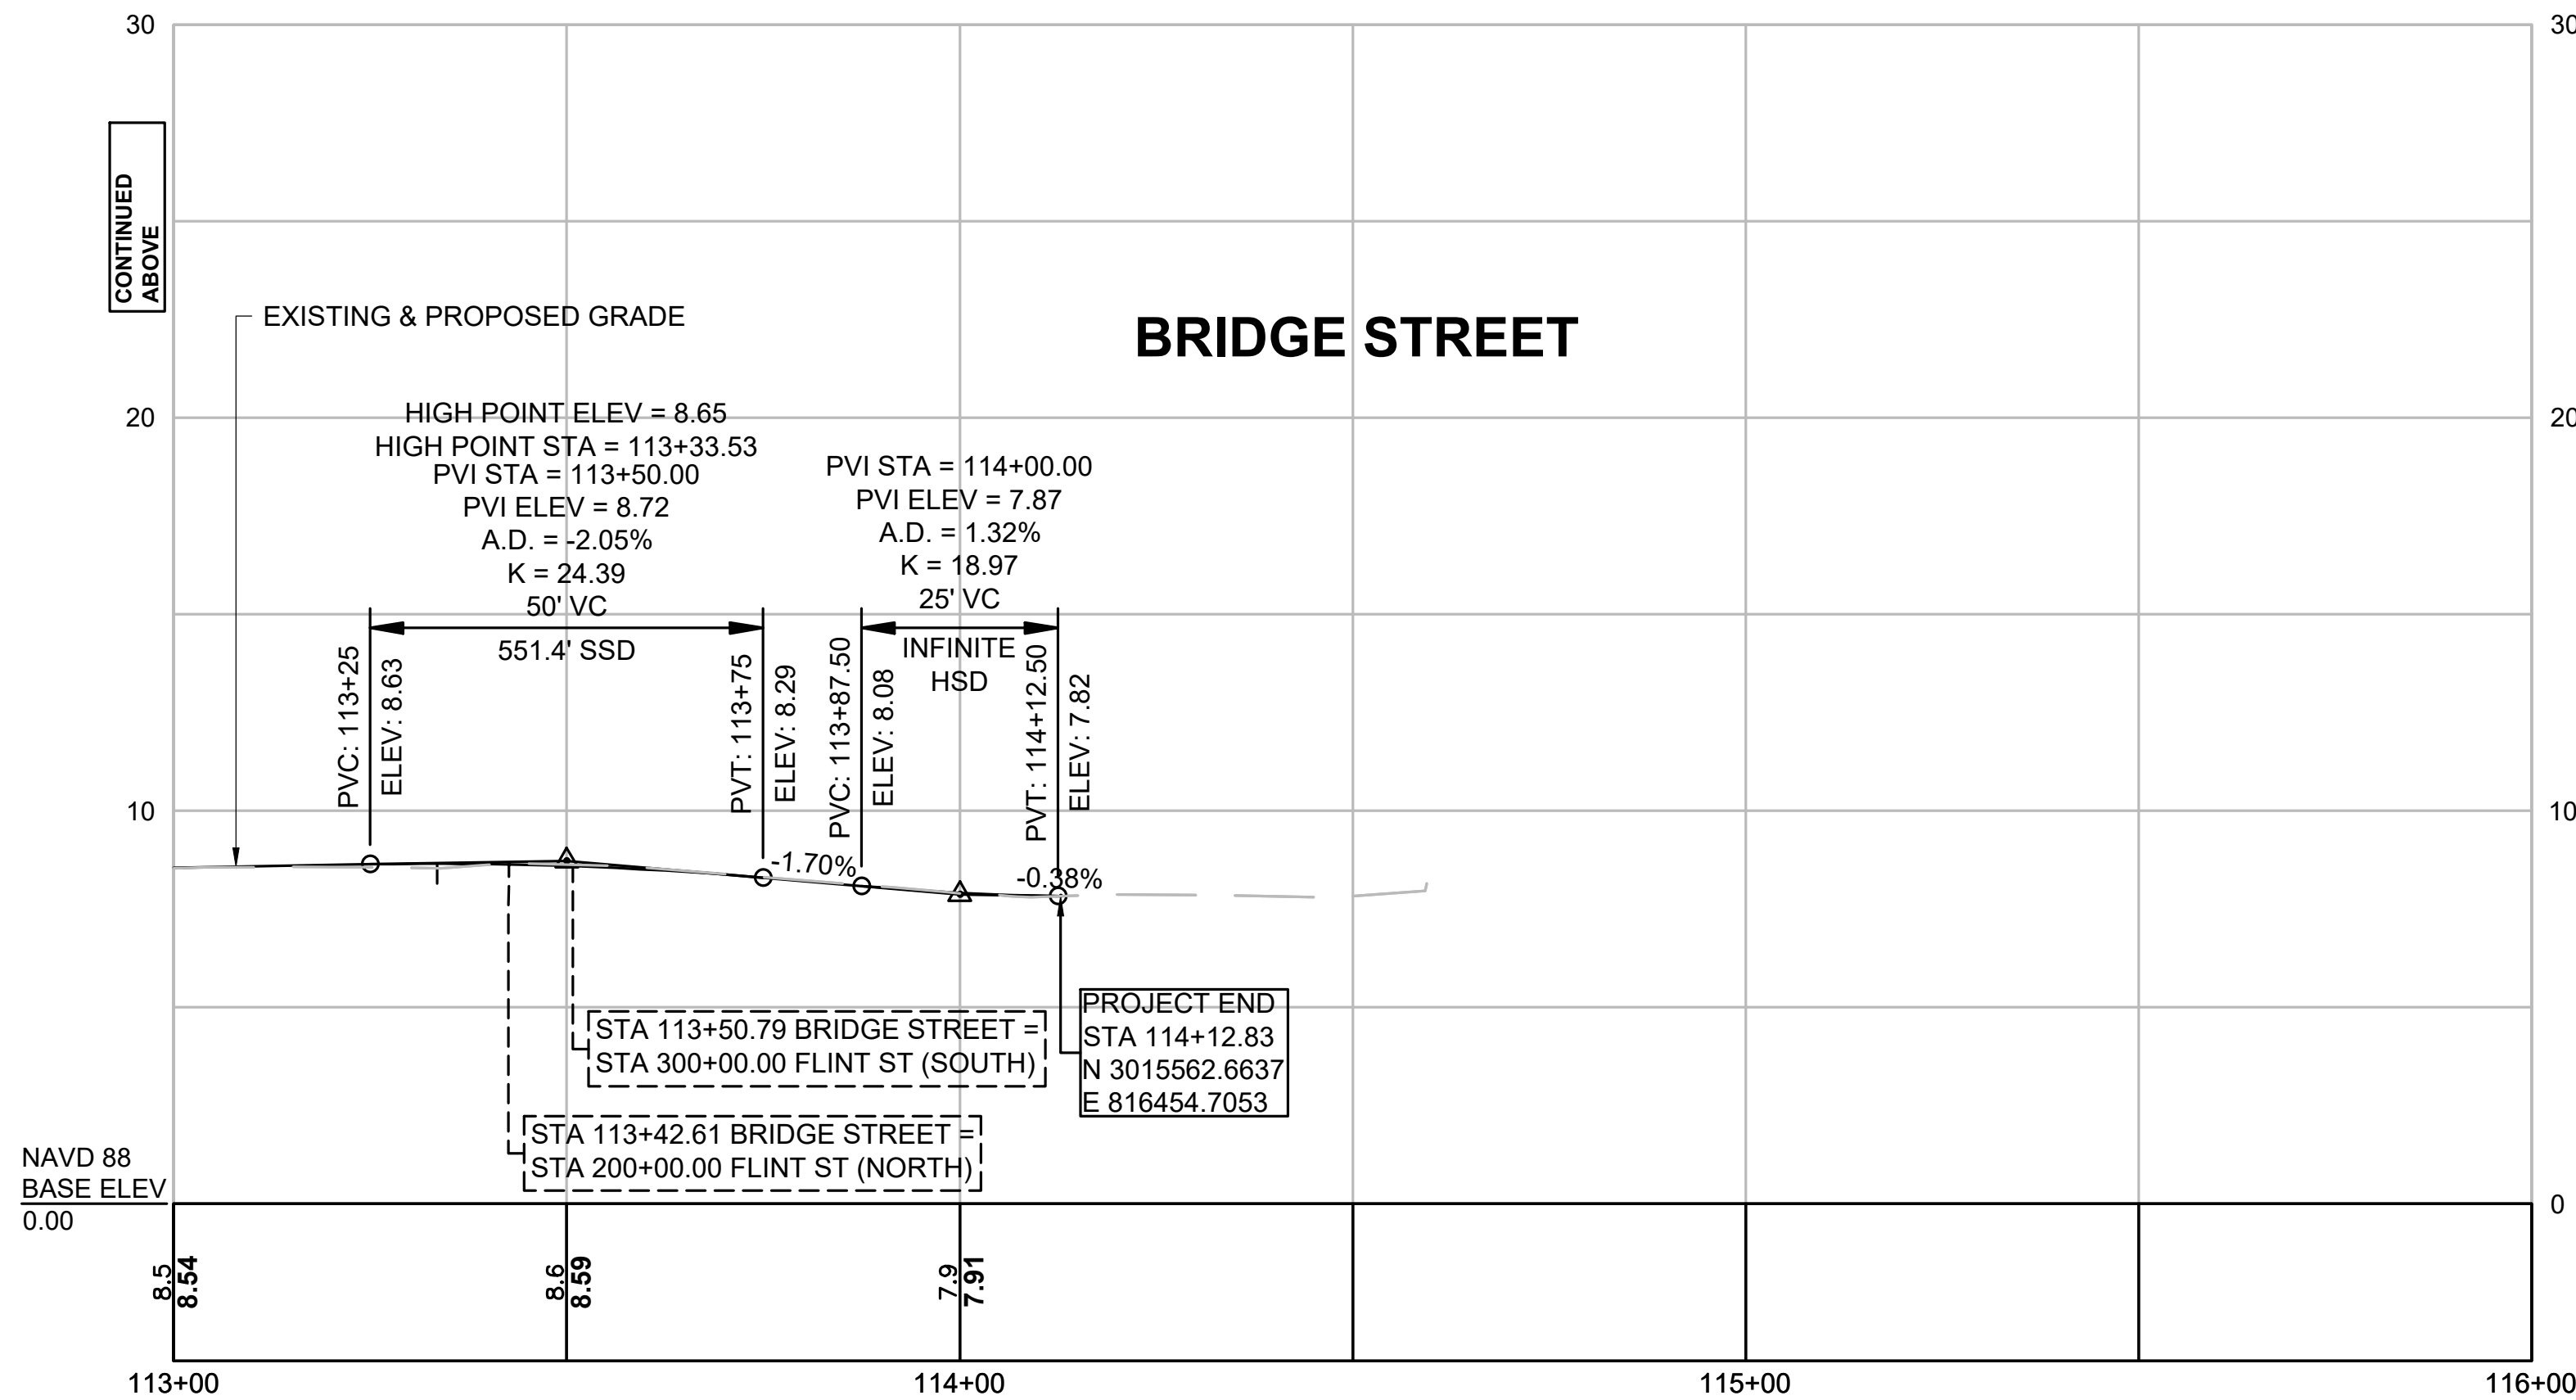 30
30
CONTINUED
ABOVE
EXISTING & PROPOSED GRADE
BRIDGE STREET
HIGH POINT ELEV = 8.65
HIGH POINT STA = 113+33.53
PVI STA = 113+50.00
PVI ELEV = 8.72
A.D. = -2.05%
K = 24.39
50' VC
551.4' SSD
20
20
PVI STA = 114+00.00
PVI ELEV = 7.87
A.D. = 1.32%
K = 18.97
25' VC
INFINITE
HSD
PVC: 113+25
ELEV: 8.63
PVT: 113+75
ELEV: 8.29
PVC: 113+87.50
ELEV: 8.08
PVT: 114+12.50
ELEV: 7.82
10
10
-1.70%
-0.38%
STA 113+50.79 BRIDGE STREET =
STA 300+00.00 FLINT ST (SOUTH)
PROJECT END
STA 114+12.83
N 3015562.6637
E 816454.7053
STA 113+42.61 BRIDGE STREET =
STA 200+00.00 FLINT ST (NORTH)
NAVD 88
BASE ELEV
0.00
0
8.5
8.54
8.6
8.59
7.9
7.91
113+00
114+00
115+00
116+00